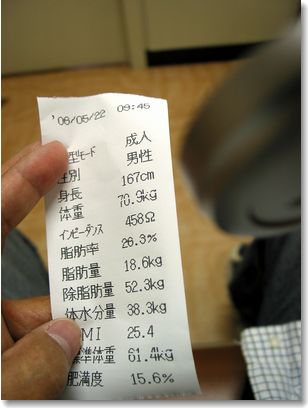 '06/05/22 09:45
型モード 成人
性別 男性
身長 167cm
体重 70.9kg
インピーダンス 458Ω
脂肪率 26.3%
脂肪量 18.6kg
除脂肪量 52.3kg
体水分量 38.3kg
MI 25.4
標準体重 61.4kg
肥満度 15.6%